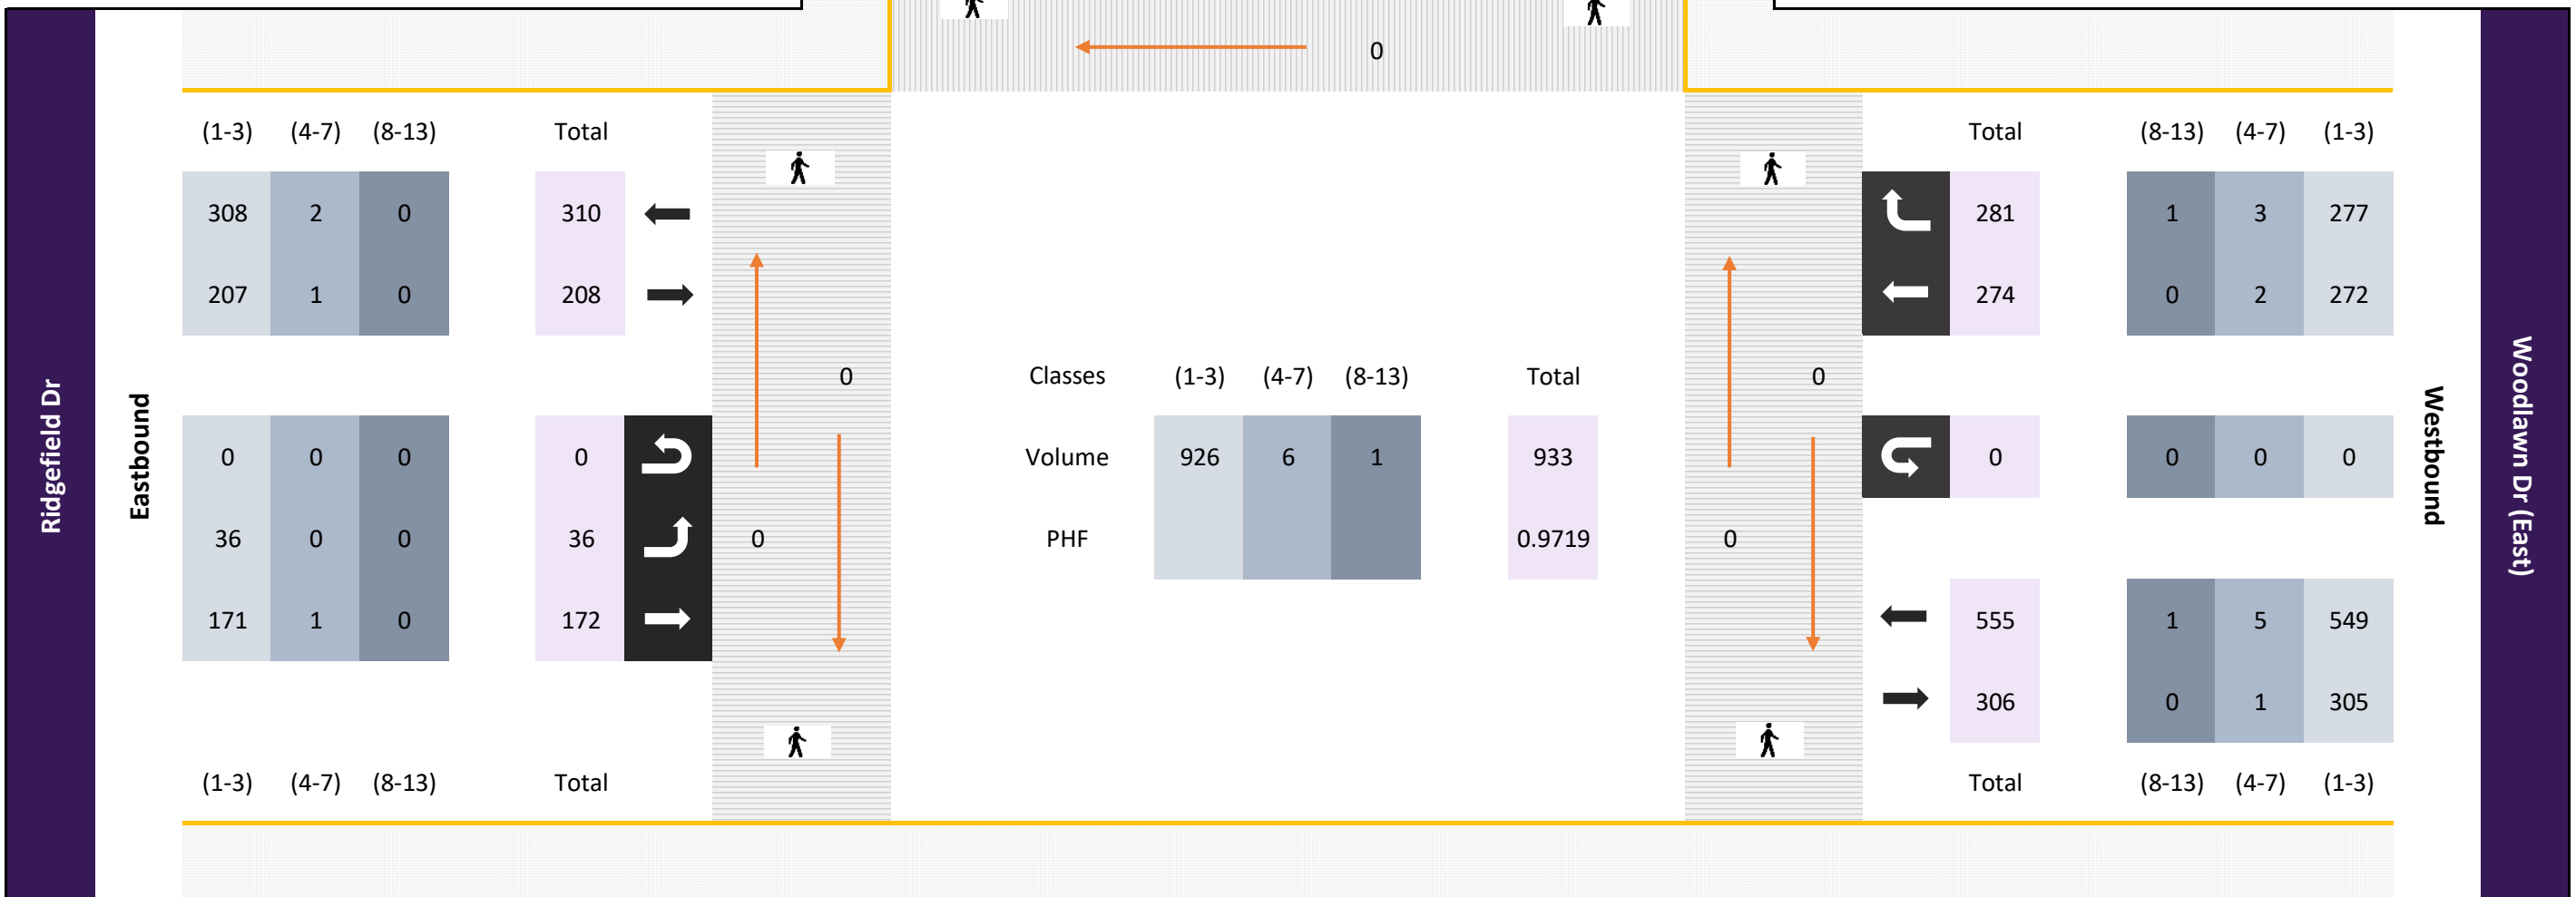 0
(1-3) (4-7) (8-13) Total Total (8-13) (4-7) (1-3)
308 2 0 310 281 1 3 277
207 1 0 208 274 0 2 272
0 Classes (1-3) (4-7) (8-13) Total 0
Ridgefield Dr
Eastbound
Westbound
Woodlawn Dr (East)
0 0 0 0 Volume 926 6 1 933 0 0 0 0
36 0 0 36 0 PHF 0.9719 0
171 1 0 172 555 1 5 549
306 0 1 305
(1-3) (4-7) (8-13) Total Total (8-13) (4-7) (1-3)